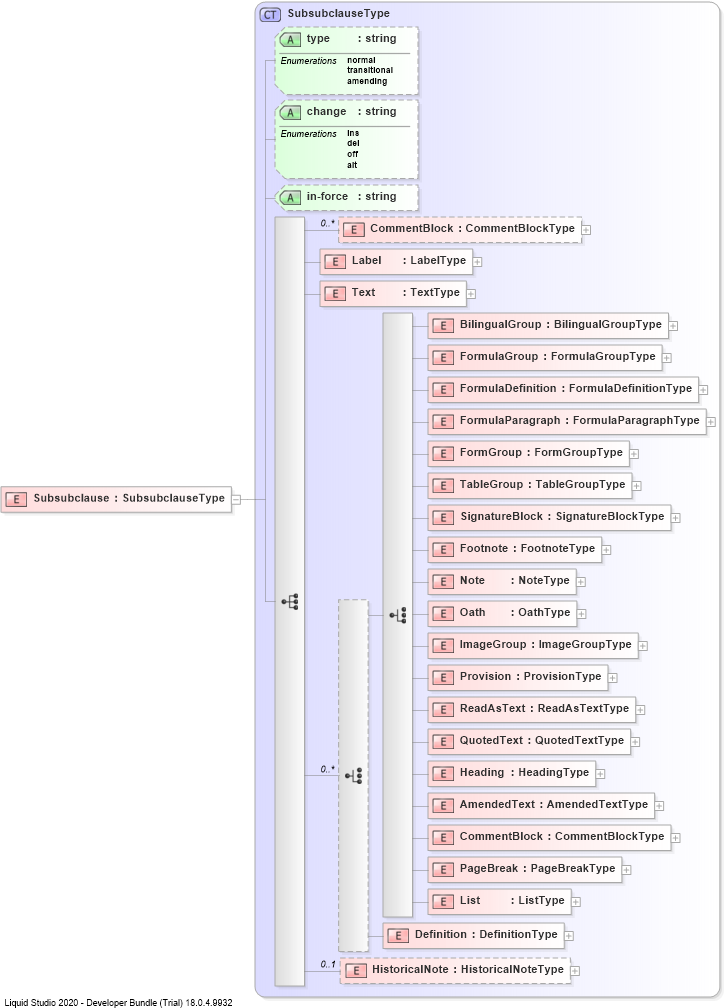 CT SubsubclauseType
A type : string
Enumerations normal
transitional
amending
A change : string
Enumerations ins
del
off
alt
A in-force : string
0..*
E CommentBlock : CommentBlockType
E Label : LabelType
E Text : TextType
E BilingualGroup : BilingualGroupType
E FormulaGroup : FormulaGroupType
E FormulaDefinition : FormulaDefinitionType
E FormulaParagraph : FormulaParagraphType
E FormGroup : FormGroupType
E TableGroup : TableGroupType
E Subsubclause : SubsubclauseType
E SignatureBlock : SignatureBlockType
E Footnote : FootnoteType
E Note : NoteType
E Oath : OathType
E ImageGroup : ImageGroupType
E Provision : ProvisionType
E ReadAsText : ReadAsTextType
E QuotedText : QuotedTextType
0..*
E Heading : HeadingType
E AmendedText : AmendedTextType
E CommentBlock : CommentBlockType
E PageBreak : PageBreakType
E List : ListType
E Definition : DefinitionType
0..1
E HistoricalNote : HistoricalNoteType
Liquid Studio 2020 - Developer Bundle (Trial) 18.0.4.9932